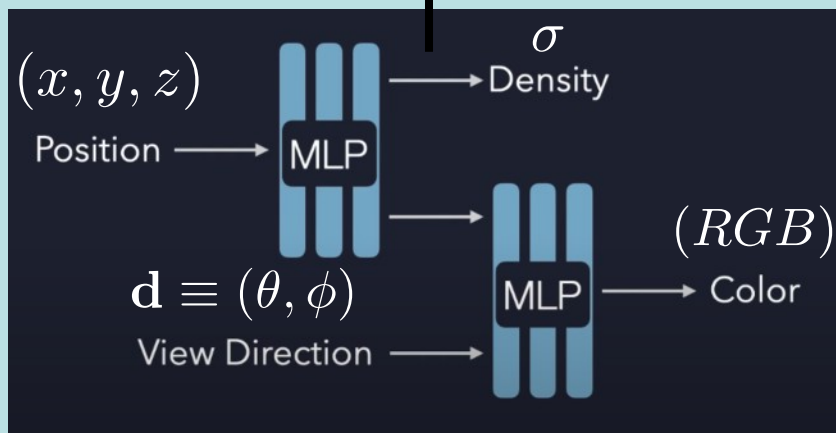 σ
(x, y, z)
Density
Position
MLP
(RGB)
d ≡ (θ, ϕ)
MLP
Color
View Direction